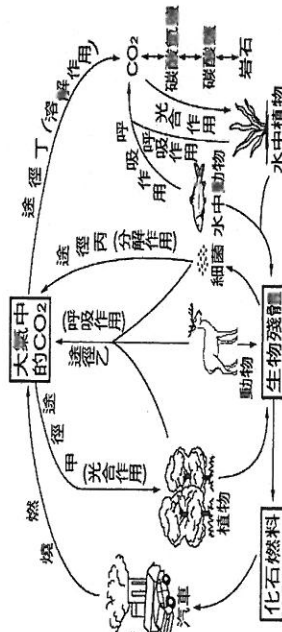 大氣中
的CO2
燃燒
途徑甲
(光合作用)
途徑乙
(呼吸作用)
途徑丙(分解作用)
途徑丁(溶解作用)
CO2
碳酸氫鹽
碳酸鹽
岩石
光合作用
呼吸作用
呼吸作用
水中動物
水中植物
細菌
動物
植物
汽車
生物殘體
化石燃料